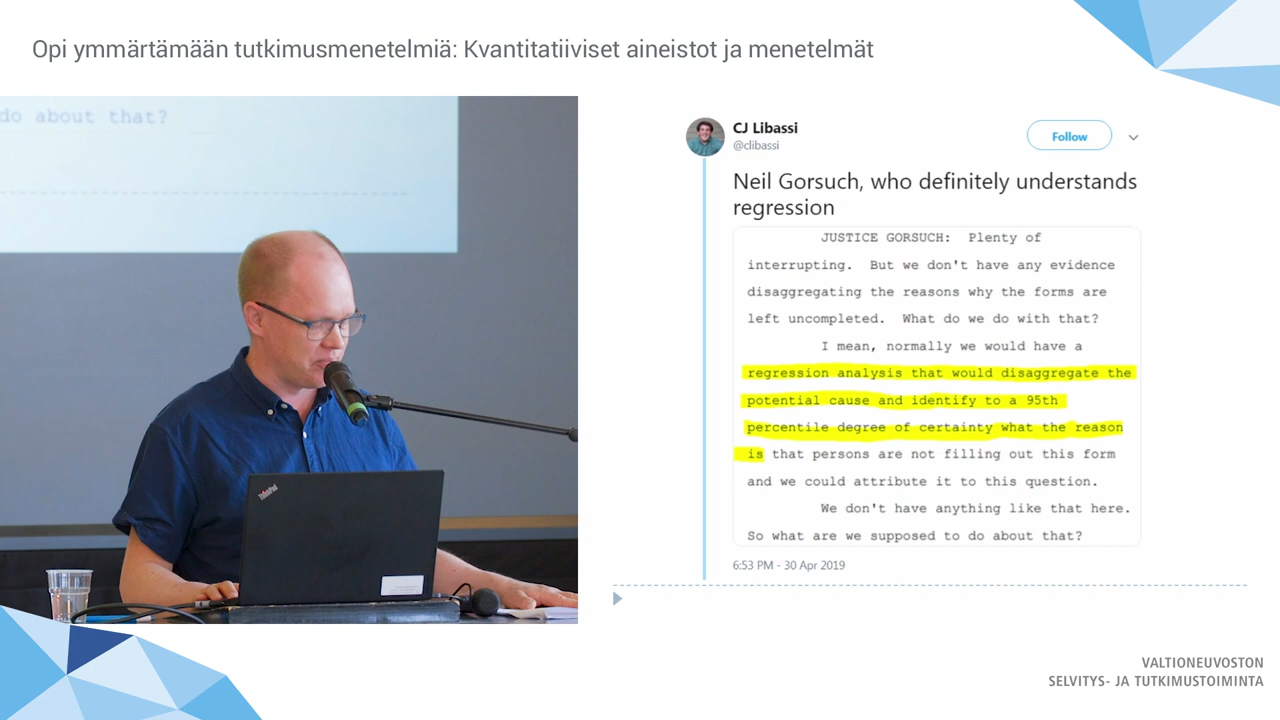 Opi ymmärtämään tutkimusmenetelmiä: Kvantitatiiviset aineistot ja menetelmät
do about that?
ThinkPad
CJ Libassi
@clibassi
Follow
Neil Gorsuch, who definitely understands
regression
JUSTICE GORSUCH: Plenty of
interrupting. But we don't have any evidence
disaggregating the reasons why the forms are
left uncompleted. What do we do with that?
I mean, normally we would have a
regression analysis that would disaggregate the
potential cause and identify to a 95th
percentile degree of certainty what the reason
is that persons are not filling out this form
and we could attribute it to this question.
We don't have anything like that here.
So what are we supposed to do about that?
6:53 PM - 30 Apr 2019
VALTIONEUVOSTON
SELVITYS- JA TUTKIMUSTOIMINTA